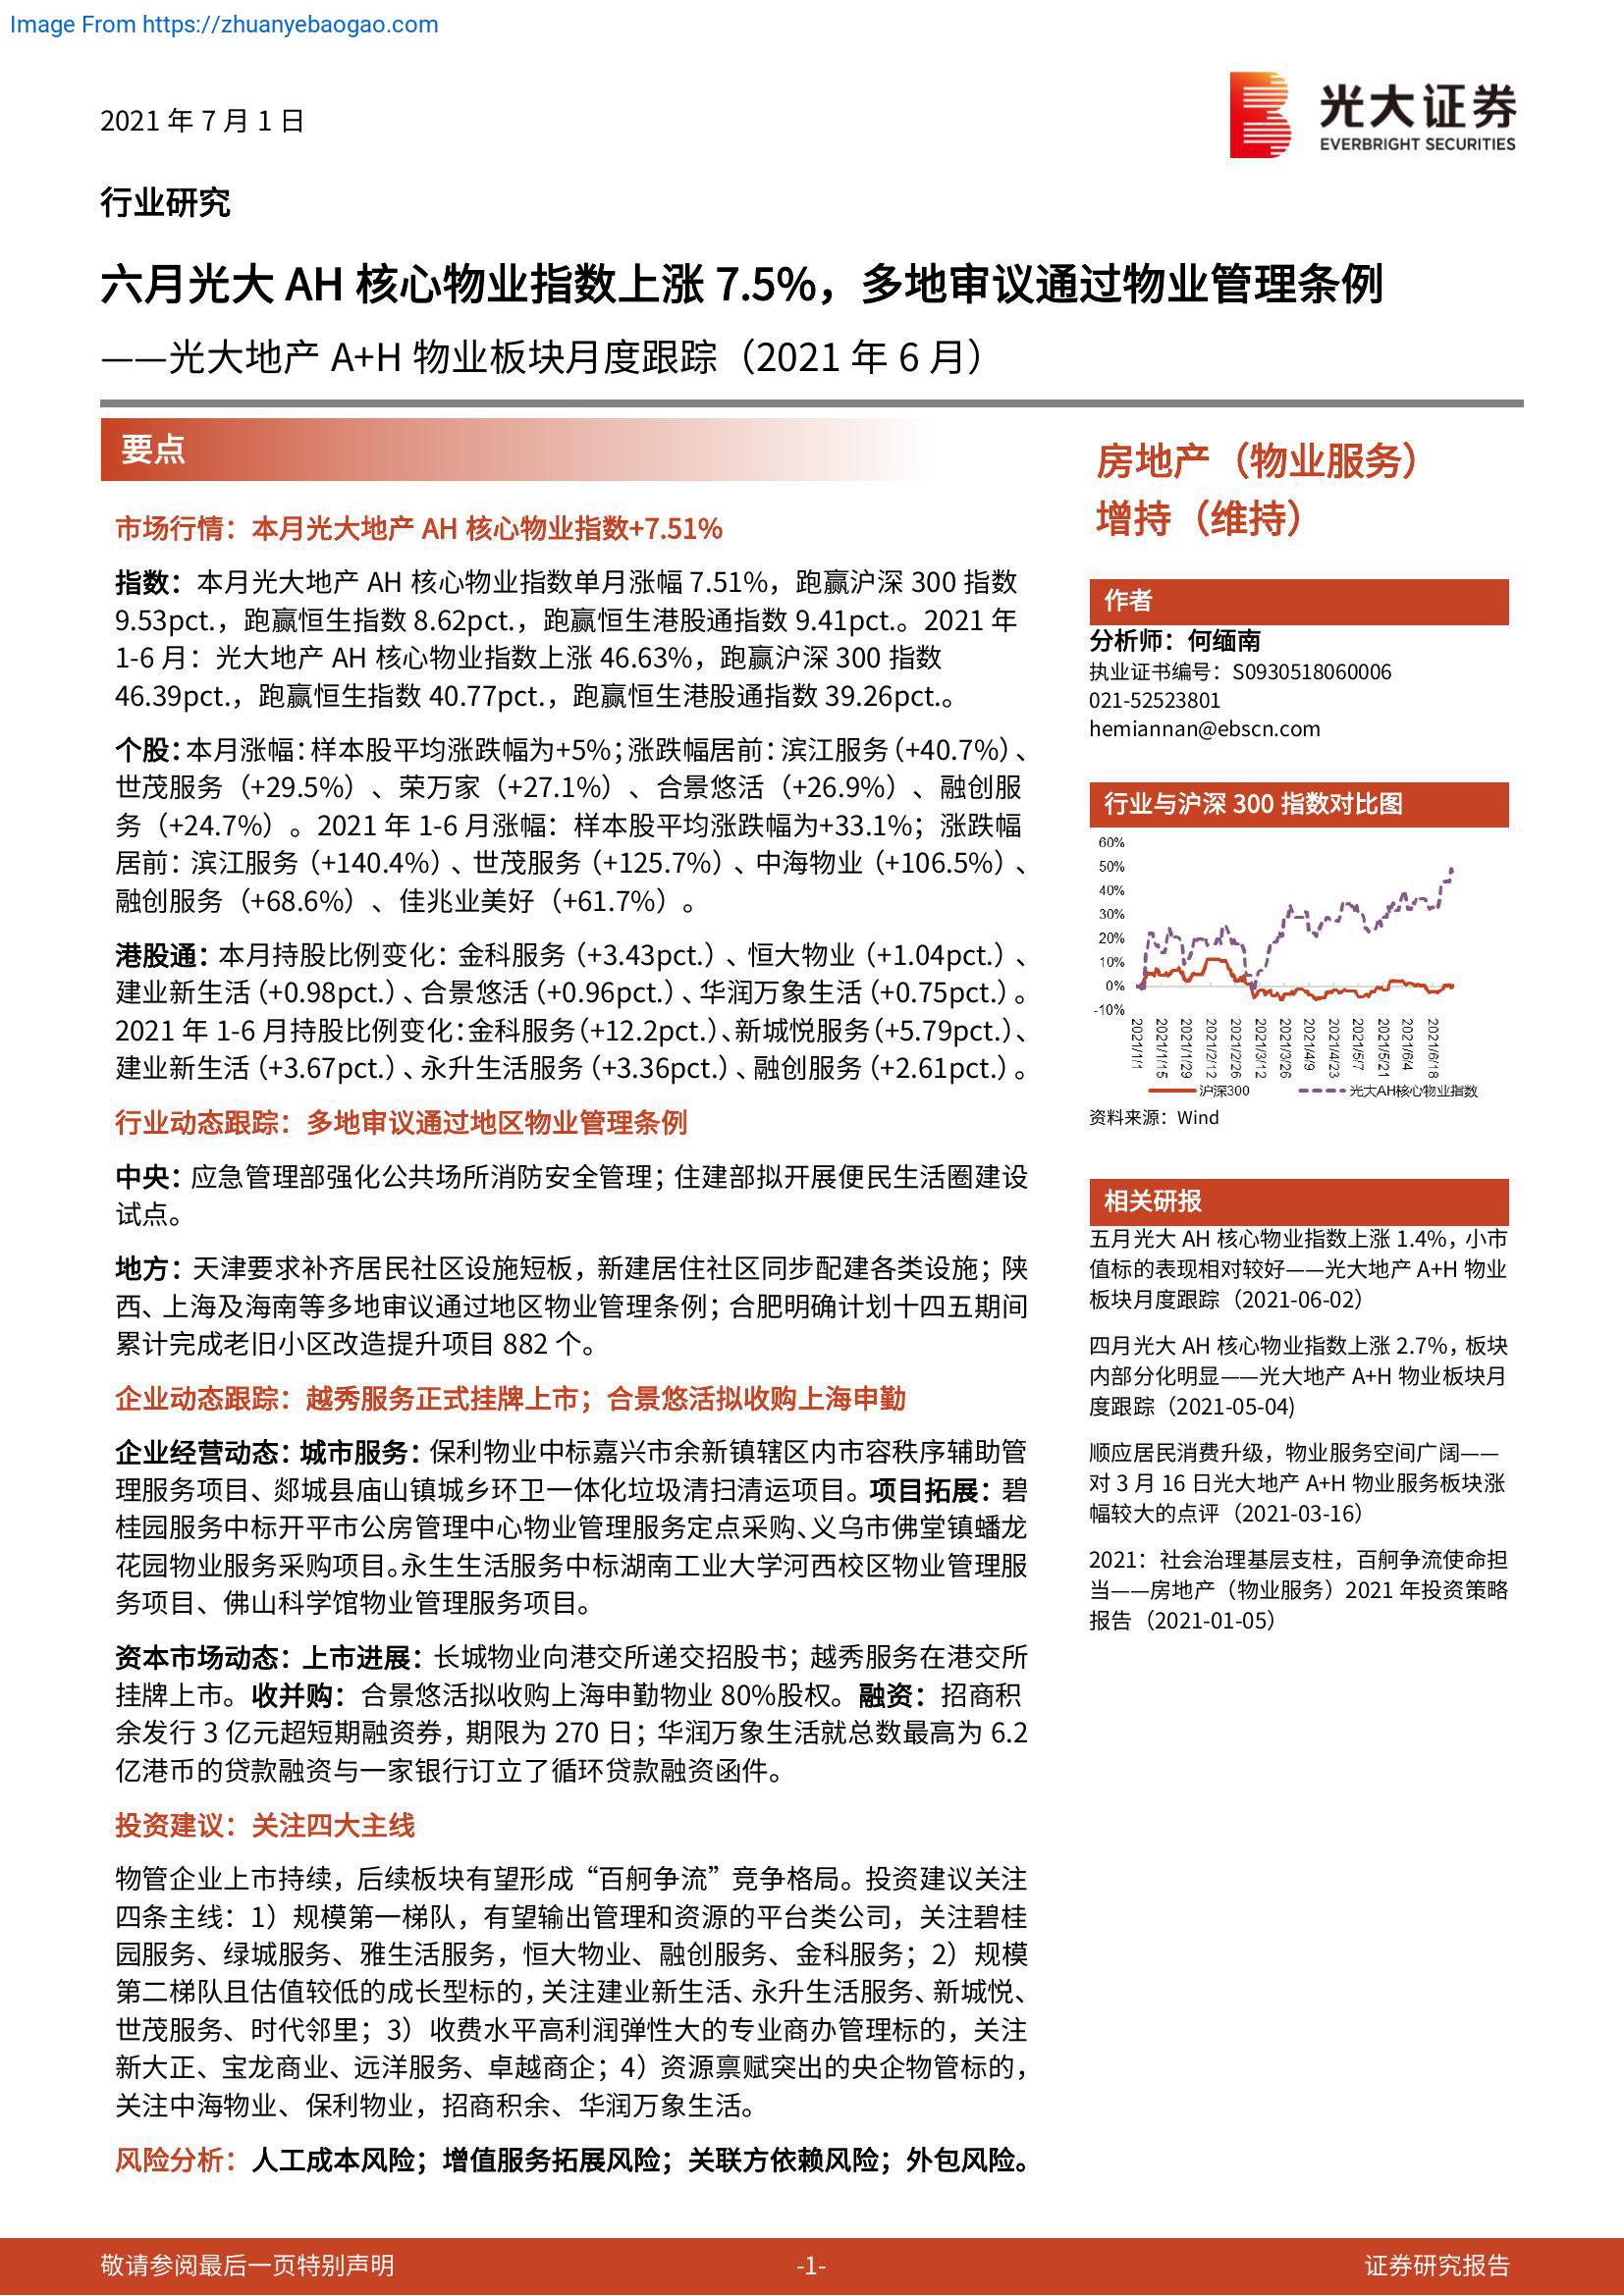 Image From https://zhuanyebaogao.com
2021 年 7 月 1 日
光大证券
EVERBRIGHT SECURITIES
行业研究
六月光大 AH 核心物业指数上涨 7.5%，多地审议通过物业管理条例
——光大地产 A+H 物业板块月度跟踪（2021 年 6 月）
要点
市场行情：本月光大地产 AH 核心物业指数+7.51%
指数：本月光大地产 AH 核心物业指数单月涨幅 7.51%，跑赢沪深 300 指数
9.53pct.，跑赢恒生指数 8.62pct.，跑赢恒生港股通指数 9.41pct.。2021 年
1-6 月：光大地产 AH 核心物业指数上涨 46.63%，跑赢沪深 300 指数
46.39pct.，跑赢恒生指数 40.77pct.，跑赢恒生港股通指数 39.26pct.。
个股：本月涨幅：样本股平均涨跌幅为+5%；涨跌幅居前：滨江服务（+40.7%）、
世茂服务（+29.5%）、荣万家（+27.1%）、合景悠活（+26.9%）、融创服
务（+24.7%）。2021 年 1-6 月涨幅：样本股平均涨跌幅为+33.1%；涨跌幅
居前：滨江服务（+140.4%）、世茂服务（+125.7%）、中海物业（+106.5%）、
融创服务（+68.6%）、佳兆业美好（+61.7%）。
港股通：本月持股比例变化：金科服务（+3.43pct.）、恒大物业（+1.04pct.）、
建业新生活（+0.98pct.）、合景悠活（+0.96pct.）、华润万象生活（+0.75pct.）。
2021 年 1-6 月持股比例变化：金科服务（+12.2pct.）、新城悦服务（+5.79pct.）、
建业新生活（+3.67pct.）、永升生活服务（+3.36pct.）、融创服务（+2.61pct.）。
行业动态跟踪：多地审议通过地区物业管理条例
中央：应急管理部强化公共场所消防安全管理；住建部拟开展便民生活圈建设
试点。
地方：天津要求补齐居民社区设施短板，新建居住社区同步配建各类设施；陕
西、上海及海南等多地审议通过地区物业管理条例；合肥明确计划十四五期间
累计完成老旧小区改造提升项目 882 个。
企业动态跟踪：越秀服务正式挂牌上市；合景悠活拟收购上海申勤
企业经营动态：城市服务：保利物业中标嘉兴市余新镇辖区内市容秩序辅助管
理服务项目、郯城县庙山镇城乡环卫一体化垃圾清扫清运项目。项目拓展：碧
桂园服务中标开平市公房管理中心物业管理服务定点采购、义乌市佛堂镇蟠龙
花园物业服务采购项目。永生生活服务中标湖南工业大学河西校区物业管理服
务项目、佛山科学馆物业管理服务项目。
资本市场动态：上市进展：长城物业向港交所递交招股书；越秀服务在港交所
挂牌上市。收并购：合景悠活拟收购上海申勤物业 80%股权。融资：招商积
余发行 3 亿元超短期融资券，期限为 270 日；华润万象生活就总数最高为 6.2
亿港币的贷款融资与一家银行订立了循环贷款融资函件。
投资建议：关注四大主线
物管企业上市持续，后续板块有望形成“百舸争流”竞争格局。投资建议关注
四条主线：1）规模第一梯队，有望输出管理和资源的平台类公司，关注碧桂
园服务、绿城服务、雅生活服务，恒大物业、融创服务、金科服务；2）规模
第二梯队且估值较低的成长型标的，关注建业新生活、永升生活服务、新城悦、
世茂服务、时代邻里；3）收费水平高利润弹性大的专业商办管理标的，关注
新大正、宝龙商业、远洋服务、卓越商企；4）资源禀赋突出的央企物管标的，
关注中海物业、保利物业，招商积余、华润万象生活。
风险分析：人工成本风险；增值服务拓展风险；关联方依赖风险；外包风险。
房地产（物业服务）
增持（维持）
作者
分析师：何缅南
执业证书编号：S0930518060006
021-52523801
hemiannan@ebscn.com
行业与沪深 300 指数对比图
60%
50%
40%
30%
20%
10%
0%
-10%
2021/1/1
2021/1/15
2021/1/29
2021/2/12
2021/2/26
2021/3/12
2021/3/26
2021/4/9
2021/4/23
2021/5/7
2021/5/21
2021/6/4
2021/6/18
沪深300
光大AH核心物业指数
资料来源：Wind
相关研报
五月光大 AH 核心物业指数上涨 1.4%，小市
值标的表现相对较好——光大地产 A+H 物业
板块月度跟踪（2021-06-02）
四月光大 AH 核心物业指数上涨 2.7%，板块
内部分化明显——光大地产 A+H 物业板块月
度跟踪（2021-05-04)
顺应居民消费升级，物业服务空间广阔——
对 3 月 16 日光大地产 A+H 物业服务板块涨
幅较大的点评（2021-03-16）
2021：社会治理基层支柱，百舸争流使命担
当——房地产（物业服务）2021 年投资策略
报告（2021-01-05）
敬请参阅最后一页特别声明
-1-
证券研究报告